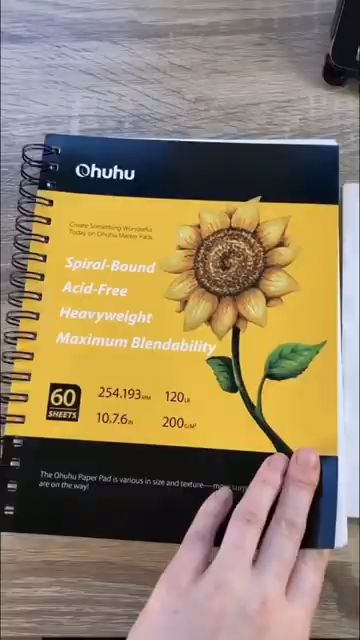 Ohuhu
Create Something Wonderful
Today on Ohuhu Marker Pads.
Spiral-Bound
Acid-Free
Heavyweight
Maximum Blendability
60
SHEETS
254.193MM
120LB
10.7.6IN
200G/M²
The Ohuhu Paper Pad is various in size and texture—more
are on the way!